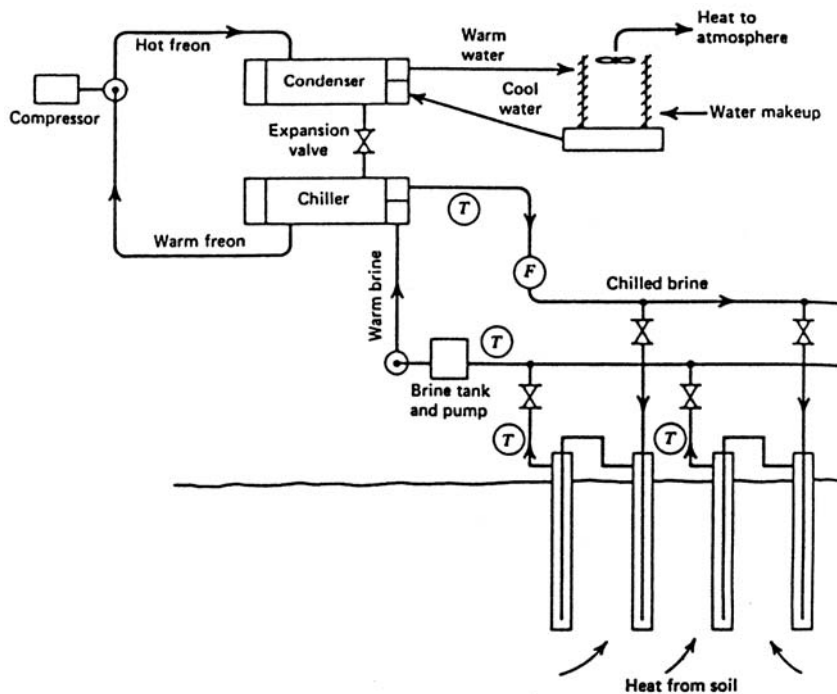 Hot freon
Compressor
Condenser
Warm
water
Cool
water
Heat to
atmosphere
Water makeup
Expansion
valve
Chiller
Warm freon
T
F
Warm brine
Chilled brine
T
Brine tank
and pump
T
T
Heat from soil